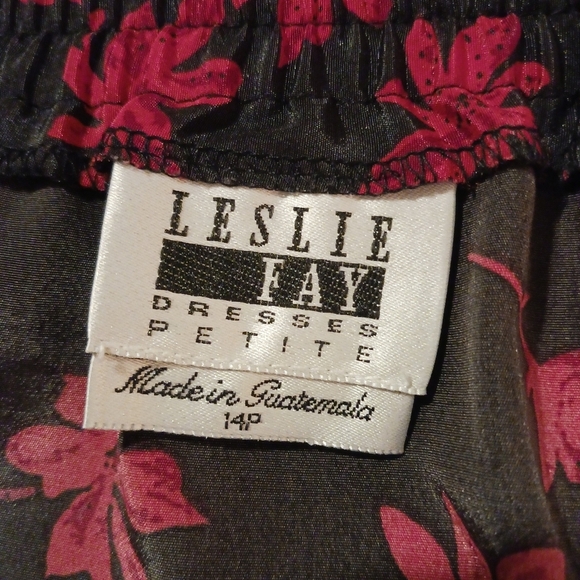 LESLIE
FAY
DRESSES
PETITE
Made in Guatemala
14P